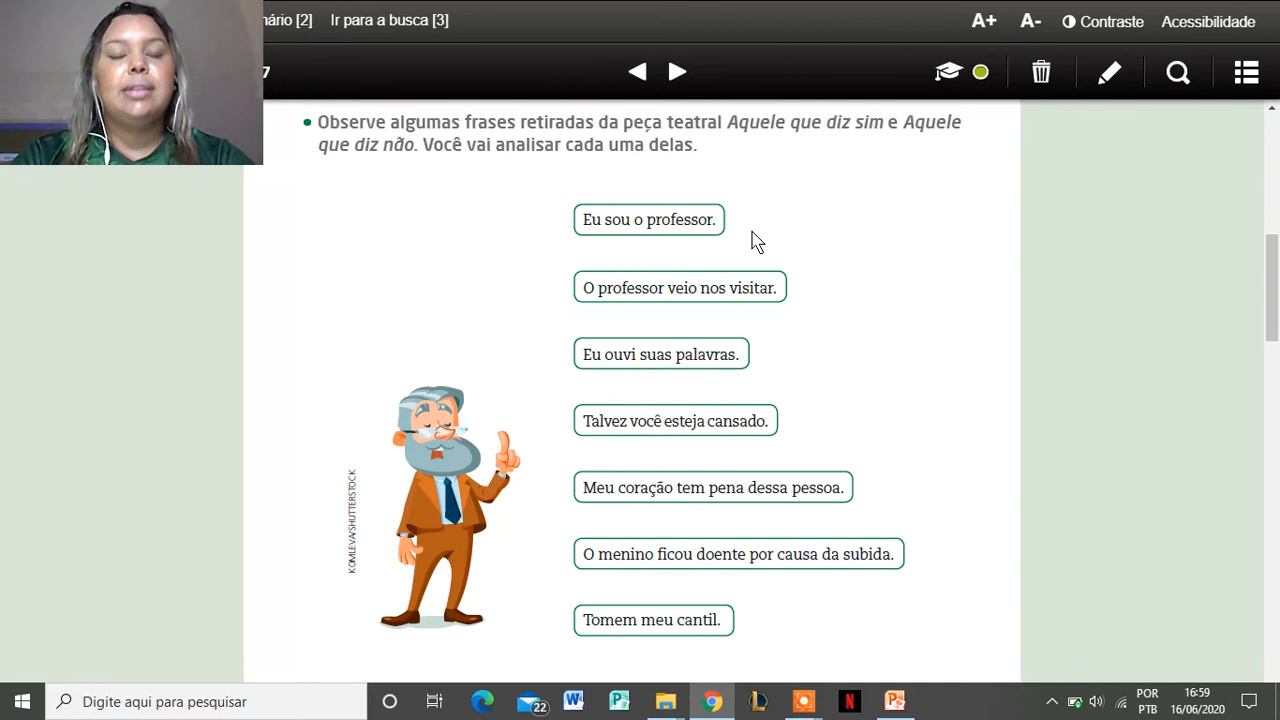 nário [2] Ir para a busca [3] A+ A- Contraste Acessibilidade
7
• Observe algumas frases retiradas da peça teatral Aquele que diz sim e Aquele
que diz não. Você vai analisar cada uma delas.
Eu sou o professor.
O professor veio nos visitar.
Eu ouvi suas palavras.
Talvez você esteja cansado.
Meu coração tem pena dessa pessoa.
O menino ficou doente por causa da subida.
Tomem meu cantil.
KOMLEVA/SHUTTERSTOCK
Digite aqui para pesquisar 22 POR 16:59
PTB 16/06/2020